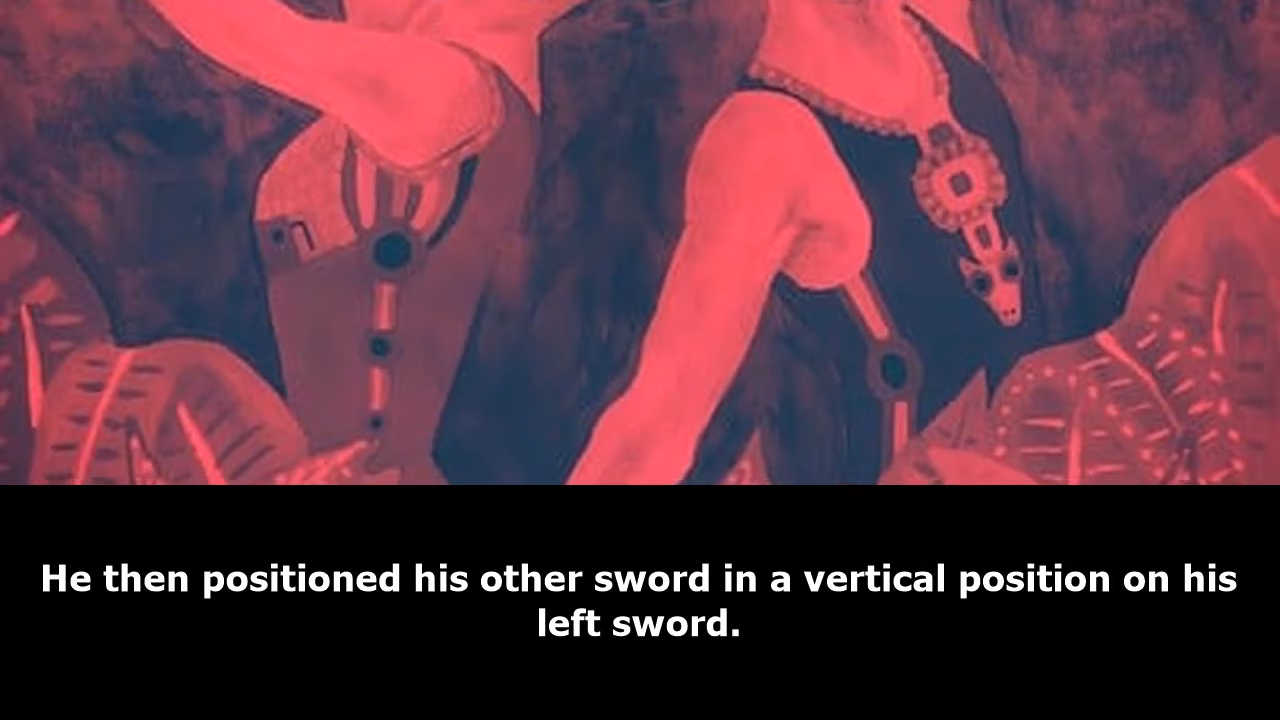 He then positioned his other sword in a vertical position on his
left sword.